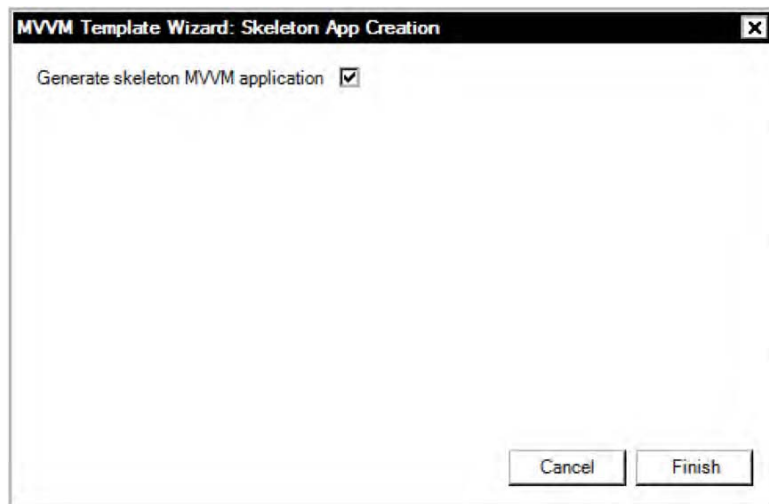 MVVM Template Wizard: Skeleton App Creation
Generate skeleton MVVM application
Cancel Finish